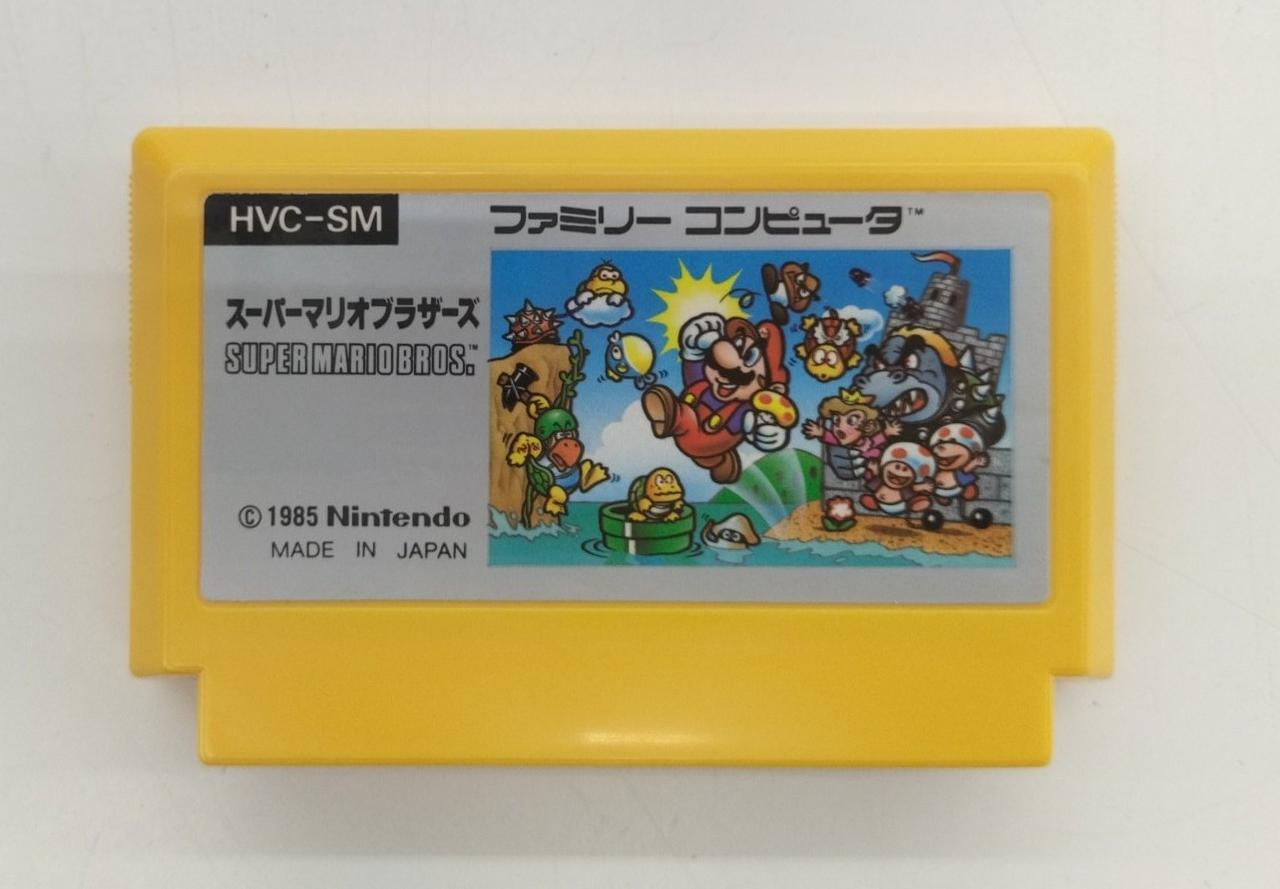 HVC-SM
ファミリー コンピュータ™
スーパーマリオブラザーズ
SUPER MARIO BROS.™
© 1985 Nintendo
MADE IN JAPAN